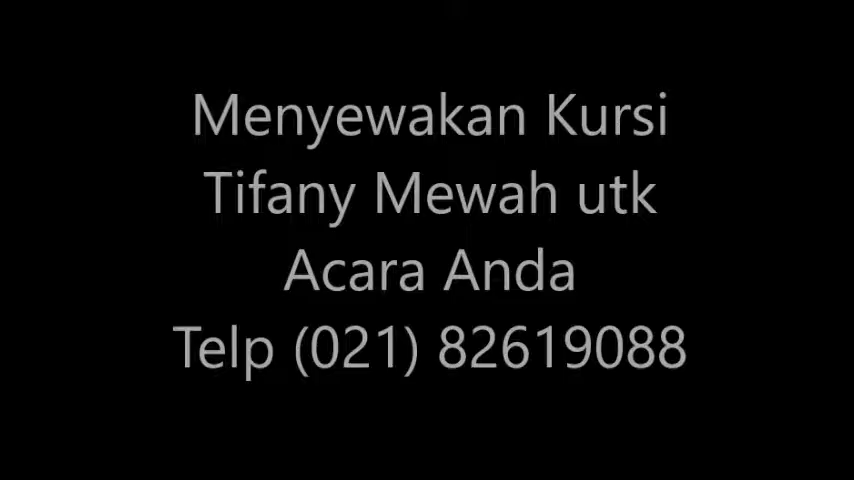 Menyewakan Kursi
Tifany Mewah utk
Acara Anda
Telp (021) 82619088